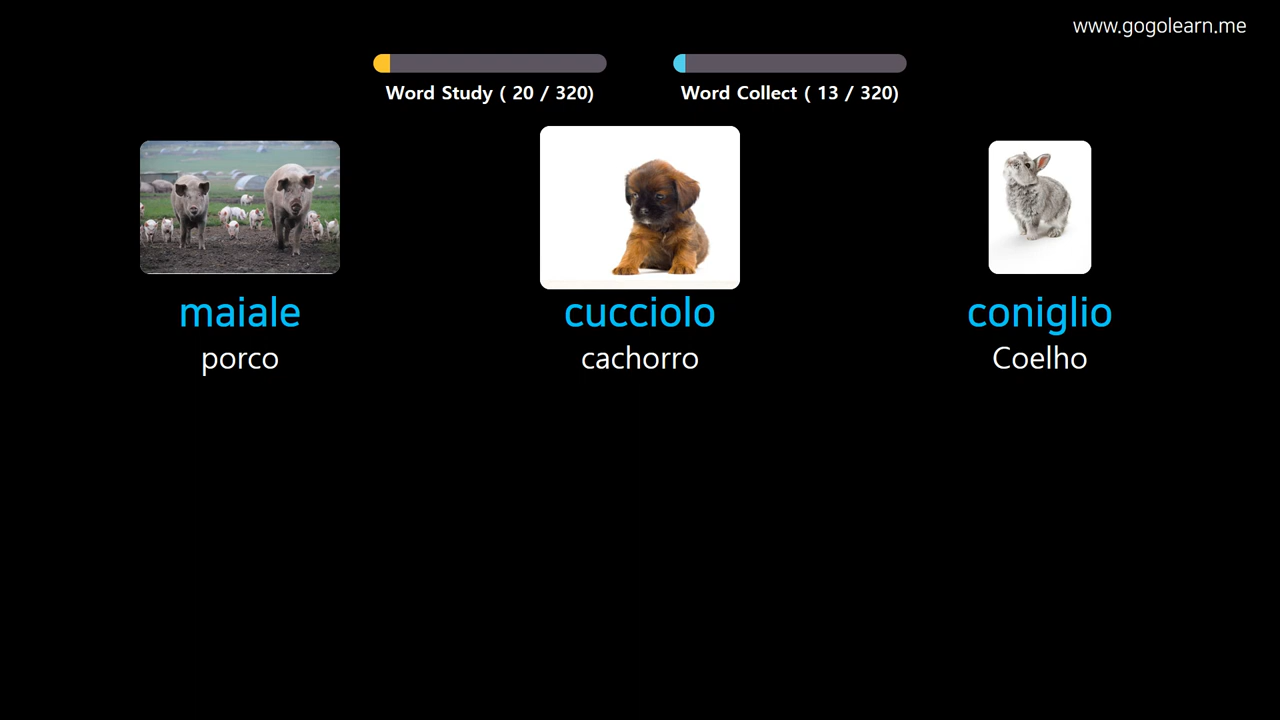 www.gogolearn.me
Word Study ( 20 / 320)
Word Collect ( 13 / 320)
maiale
porco
cucciolo
cachorro
coniglio
Coelho